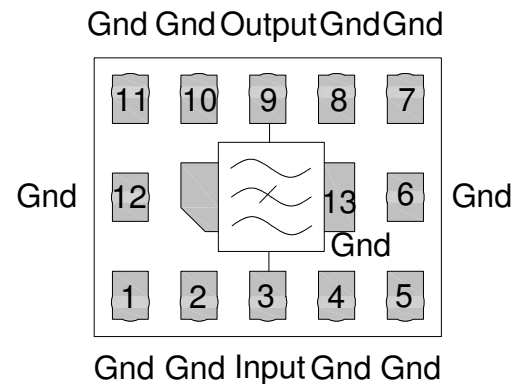 Gnd Gnd Output Gnd Gnd
11 10 9 8 7
Gnd 12 13 6 Gnd
Gnd
1 2 3 4 5
Gnd Gnd Input Gnd Gnd